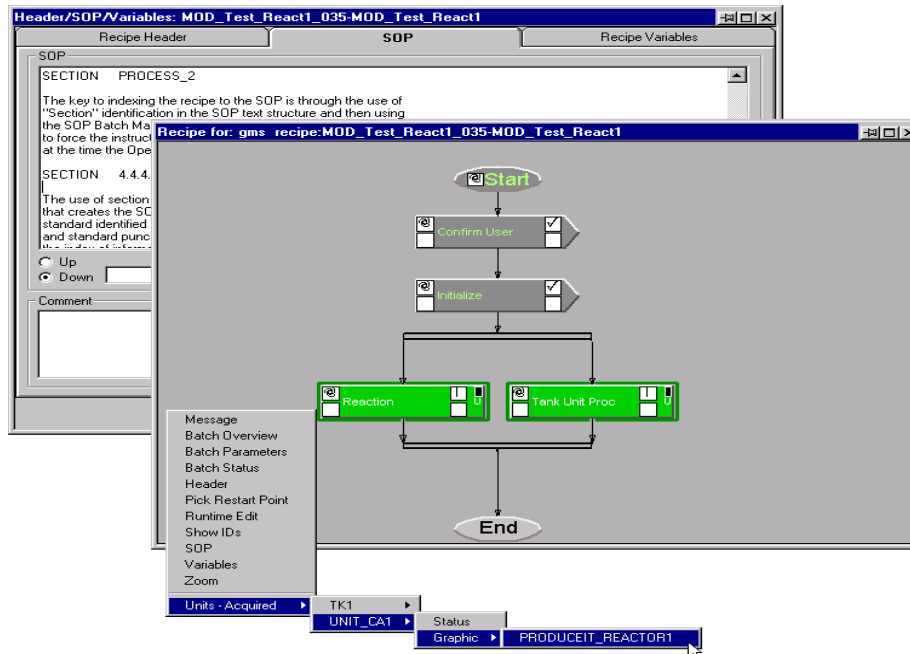 Header/SOP/Variables: MOD_Test_React1_035-MOD_Test_React1
Recipe Header
SOP
Recipe Variables
SOP
SECTION PROCESS_2
The key to indexing the recipe to the SOP is through the use of
"Section" identification in the SOP text structure and then using
the SOP Batch Ma
to force the instruc
at the time the Ope
SECTION 4.4.4.
The use of section
that creates the SO
standard identified
and standard punc
Up
Down
Comment
Recipe for: gms recipe:MOD_Test_React1_035-MOD_Test_React1
Start
Confirm User
Initialize
Reaction
U
Tank Unit Proc
U
End
Message
Batch Overview
Batch Parameters
Batch Status
Header
Pick Restart Point
Runtime Edit
Show IDs
SOP
Variables
Zoom
Units - Acquired
TK1
UNIT_CA1
Status
Graphic
PRODUCEIT_REACTOR1